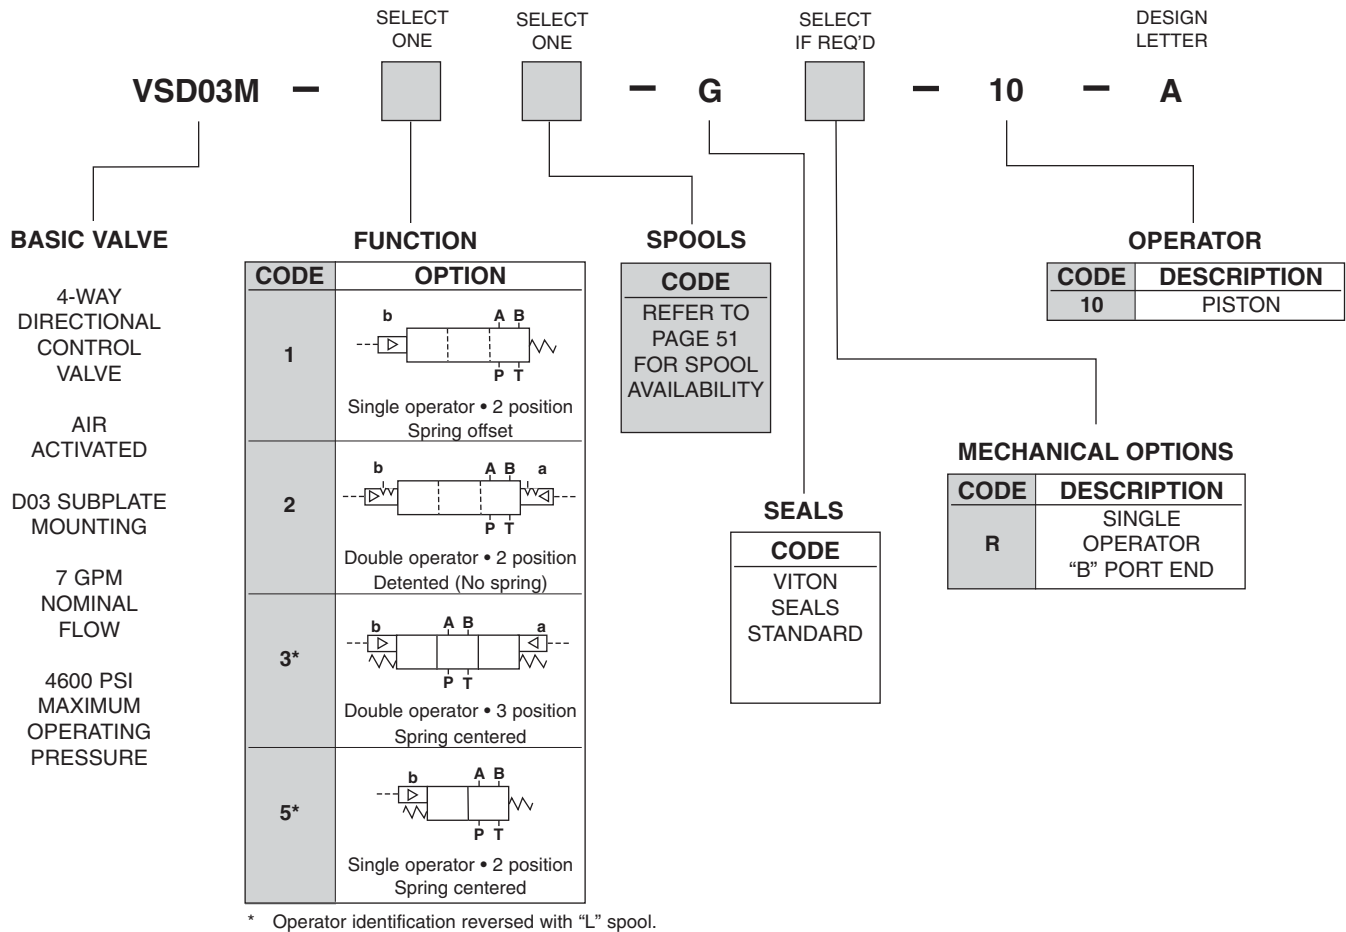 SELECT
ONE
SELECT
ONE
SELECT
IF REQ'D
DESIGN
LETTER
VSD03M – – G – 10 – A
BASIC VALVE
4-WAY
DIRECTIONAL
CONTROL
VALVE
AIR
ACTIVATED
D03 SUBPLATE
MOUNTING
7 GPM
NOMINAL
FLOW
4600 PSI
MAXIMUM
OPERATING
PRESSURE
FUNCTION
CODE OPTION
1
b A B
P T
Single operator • 2 position
Spring offset
2
b A B a
P T
Double operator • 2 position
Detented (No spring)
3*
b A B a
P T
Double operator • 3 position
Spring centered
5*
b A B
P T
Single operator • 2 position
Spring centered
* Operator identification reversed with “L” spool.
SPOOLS
CODE
REFER TO
PAGE 51
FOR SPOOL
AVAILABILITY
SEALS
CODE
VITON
SEALS
STANDARD
OPERATOR
CODE DESCRIPTION
10 PISTON
MECHANICAL OPTIONS
CODE DESCRIPTION
R
SINGLE
OPERATOR
“B” PORT END